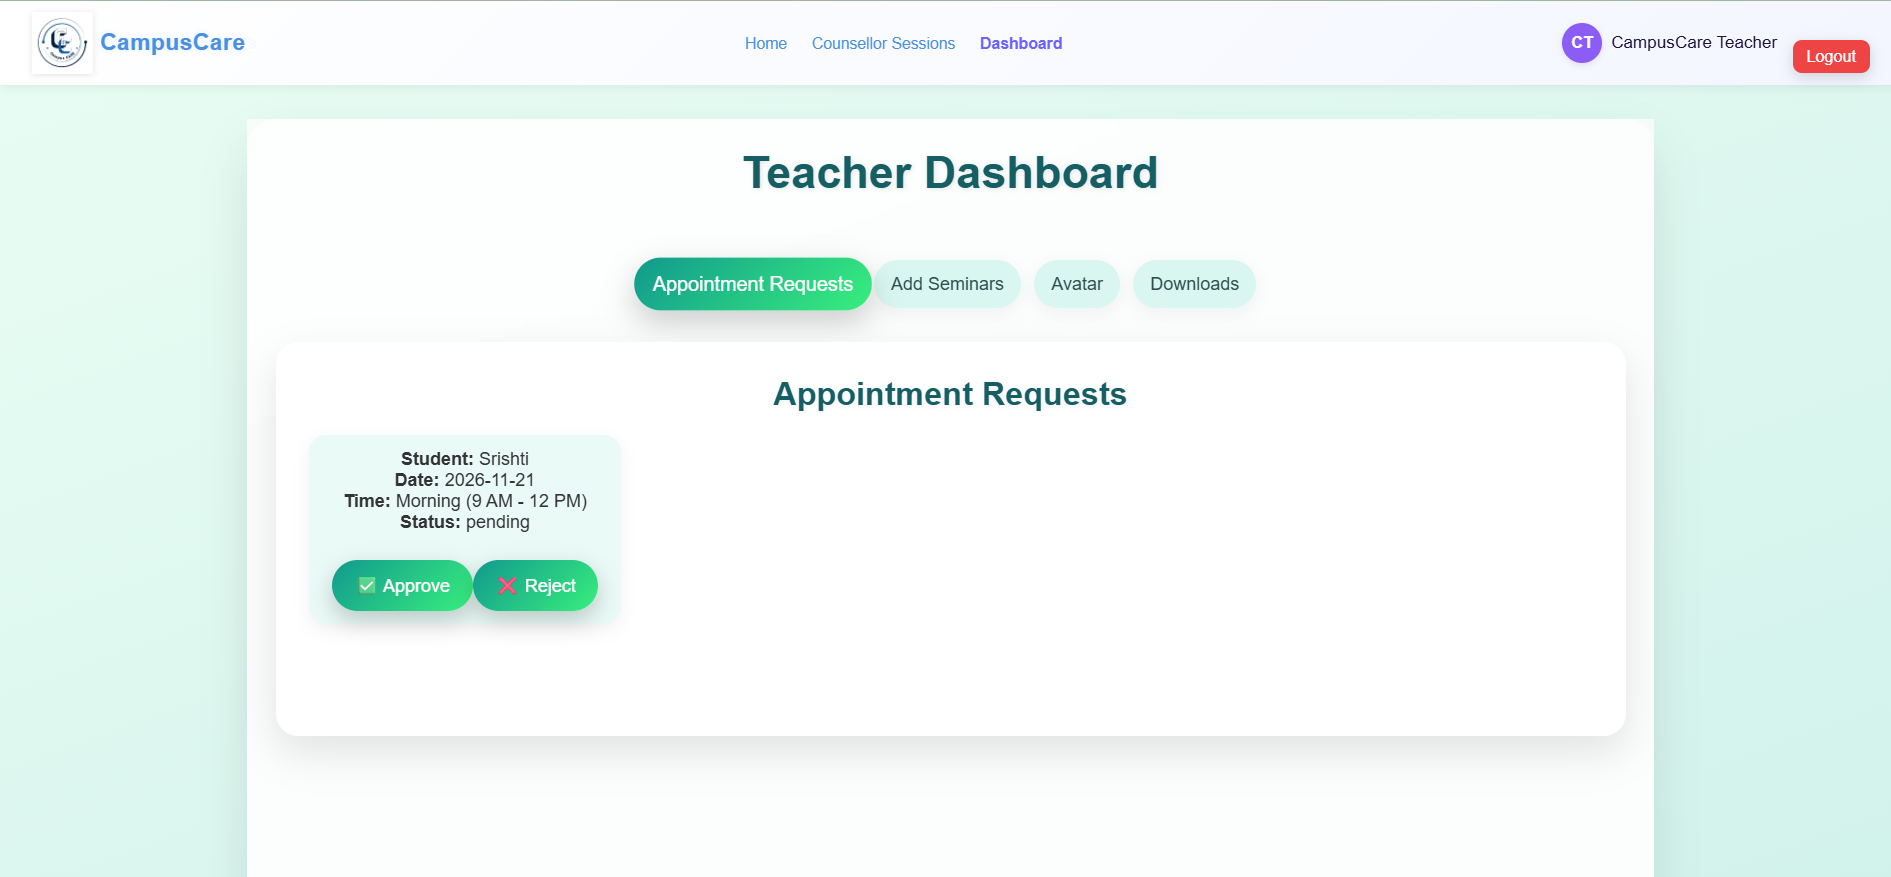 CampusCare
Home Counsellor Sessions Dashboard
CT CampusCare Teacher
Logout
Teacher Dashboard
Appointment Requests Add Seminars Avatar Downloads
Appointment Requests
Student: Srishti
Date: 2026-11-21
Time: Morning (9 AM - 12 PM)
Status: pending
✅ Approve ❌ Reject